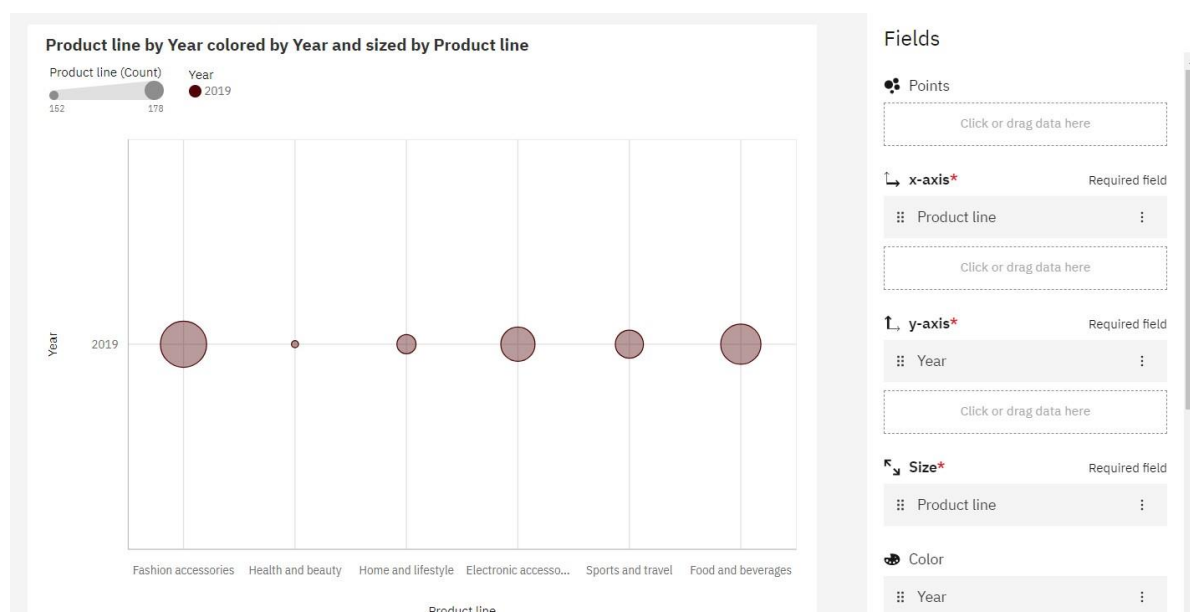 Product line by Year colored by Year and sized by Product line
Product line (Count)
152
178
Year
2019
Year
2019
Fashion accessories
Health and beauty
Home and lifestyle
Electronic accesso...
Sports and travel
Food and beverages
Product line
Fields
Points
Click or drag data here
x-axis*
Required field
Product line
Click or drag data here
y-axis*
Required field
Year
Click or drag data here
Size*
Required field
Product line
Color
Year